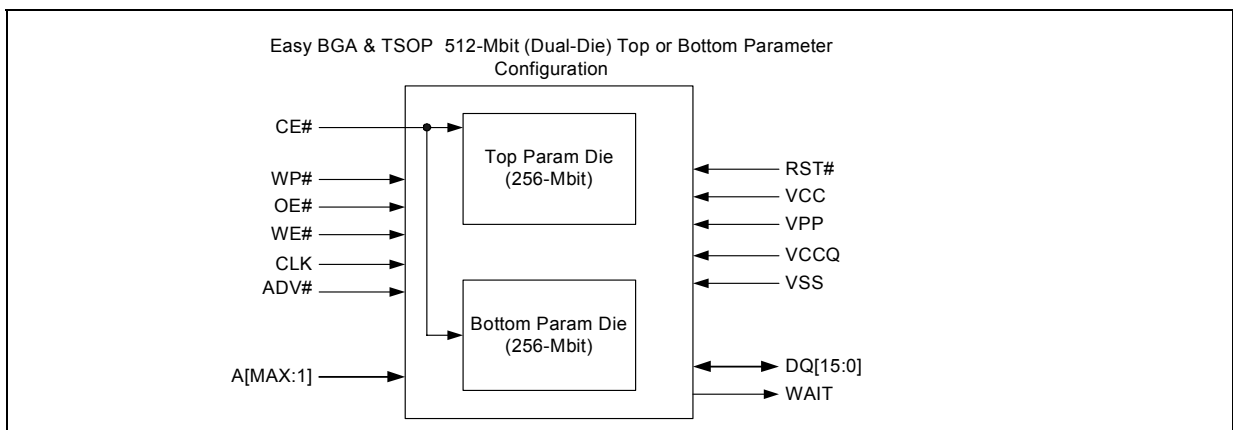 Easy BGA & TSOP 512-Mbit (Dual-Die) Top or Bottom Parameter
Configuration
CE#
WP#
OE#
WE#
CLK
ADV#
A[MAX:1]
Top Param Die
(256-Mbit)
Bottom Param Die
(256-Mbit)
RST#
VCC
VPP
VCCQ
VSS
DQ[15:0]
WAIT